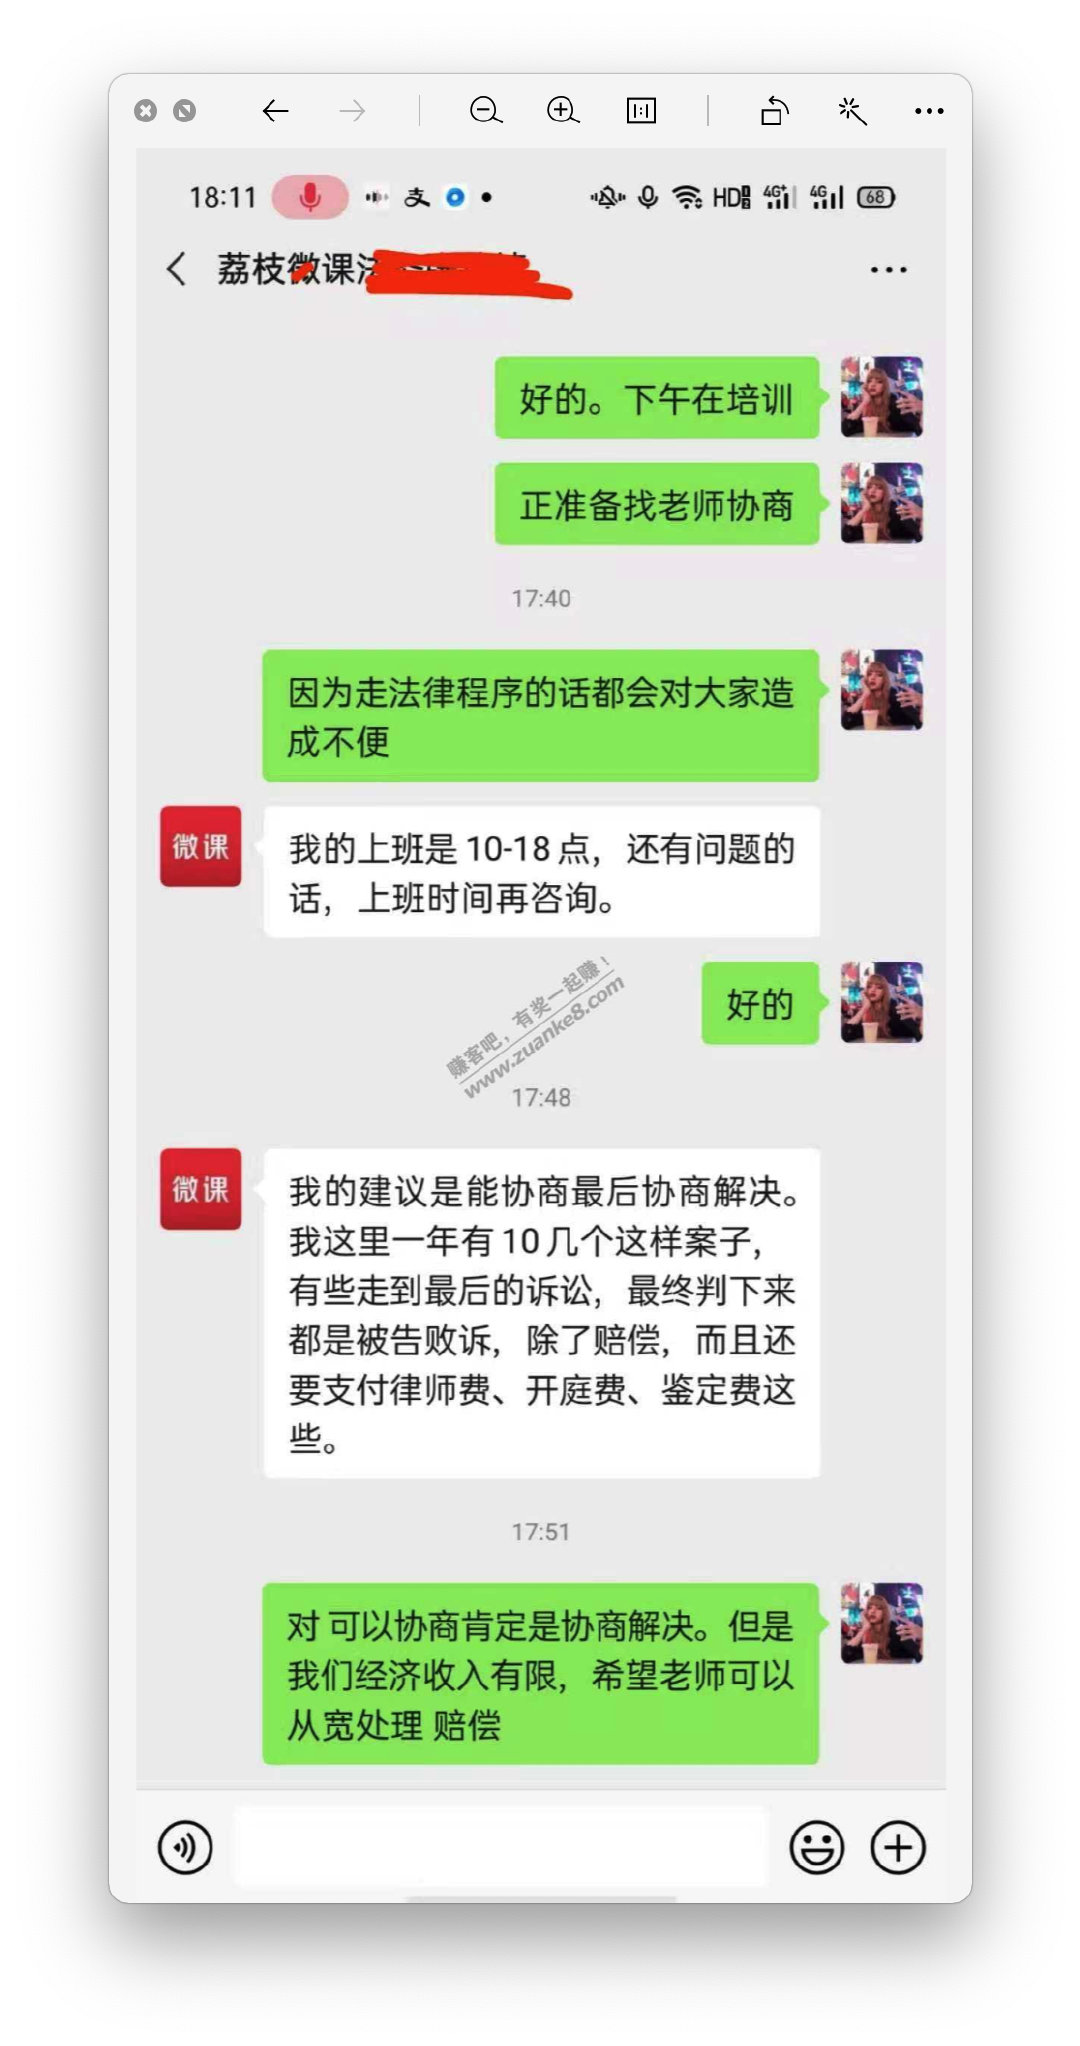 18:11
支
HD
4G+
4G
68
荔枝微课法
好的。下午在培训
正准备找老师协商
17:40
因为走法律程序的话都会对大家造
成不便
微课
我的上班是 10-18 点，还有问题的
话，上班时间再咨询。
好的
赚客吧，有奖一起赚！
www.zuanke8.com
17:48
微课
我的建议是能协商最后协商解决。
我这里一年有 10 几个这样案子，
有些走到最后的诉讼，最终判下来
都是被告败诉，除了赔偿，而且还
要支付律师费、开庭费、鉴定费这
些。
17:51
对 可以协商肯定是协商解决。但是
我们经济收入有限，希望老师可以
从宽处理 赔偿